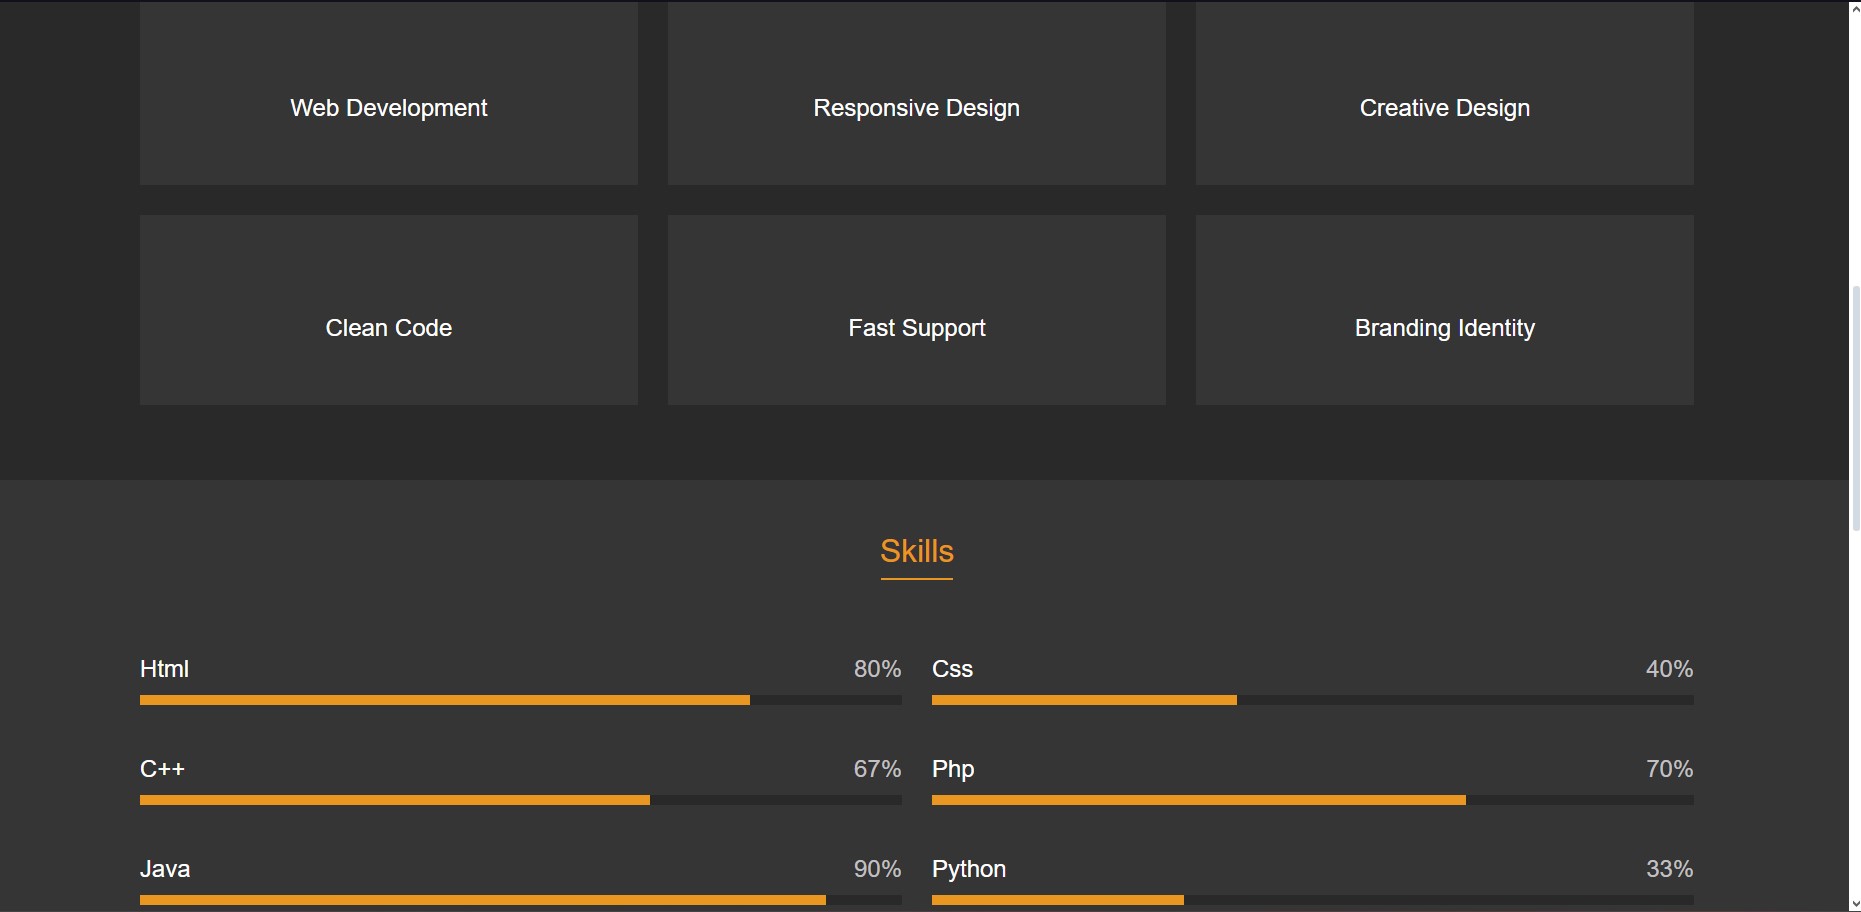 Web Development
Responsive Design
Creative Design
Clean Code
Fast Support
Branding Identity
Skills
Html 80%
Css 40%
C++ 67%
Php 70%
Java 90%
Python 33%